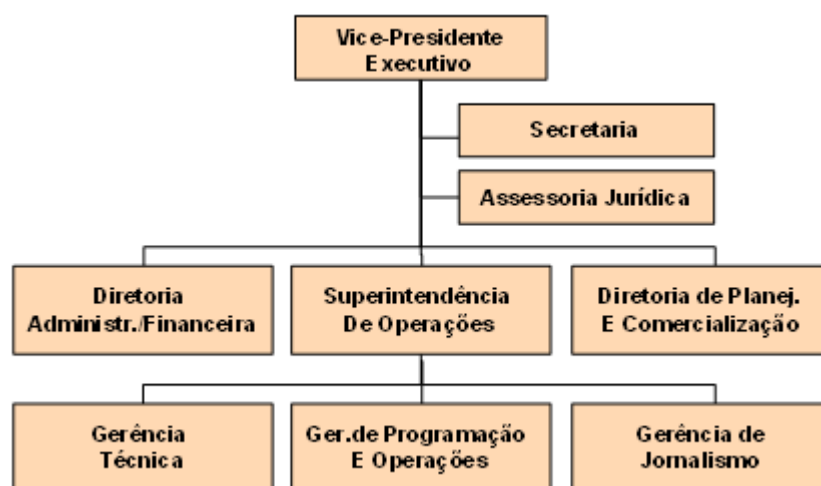 Vice-Presidente
Executivo
Secretaria
Assessoria Jurídica
Diretoria
Administr./Financeira
Superintendência
De Operações
Diretoria de Planej.
E Comercialização
Gerência
Técnica
Ger.de Programação
E Operações
Gerência de
Jornalismo